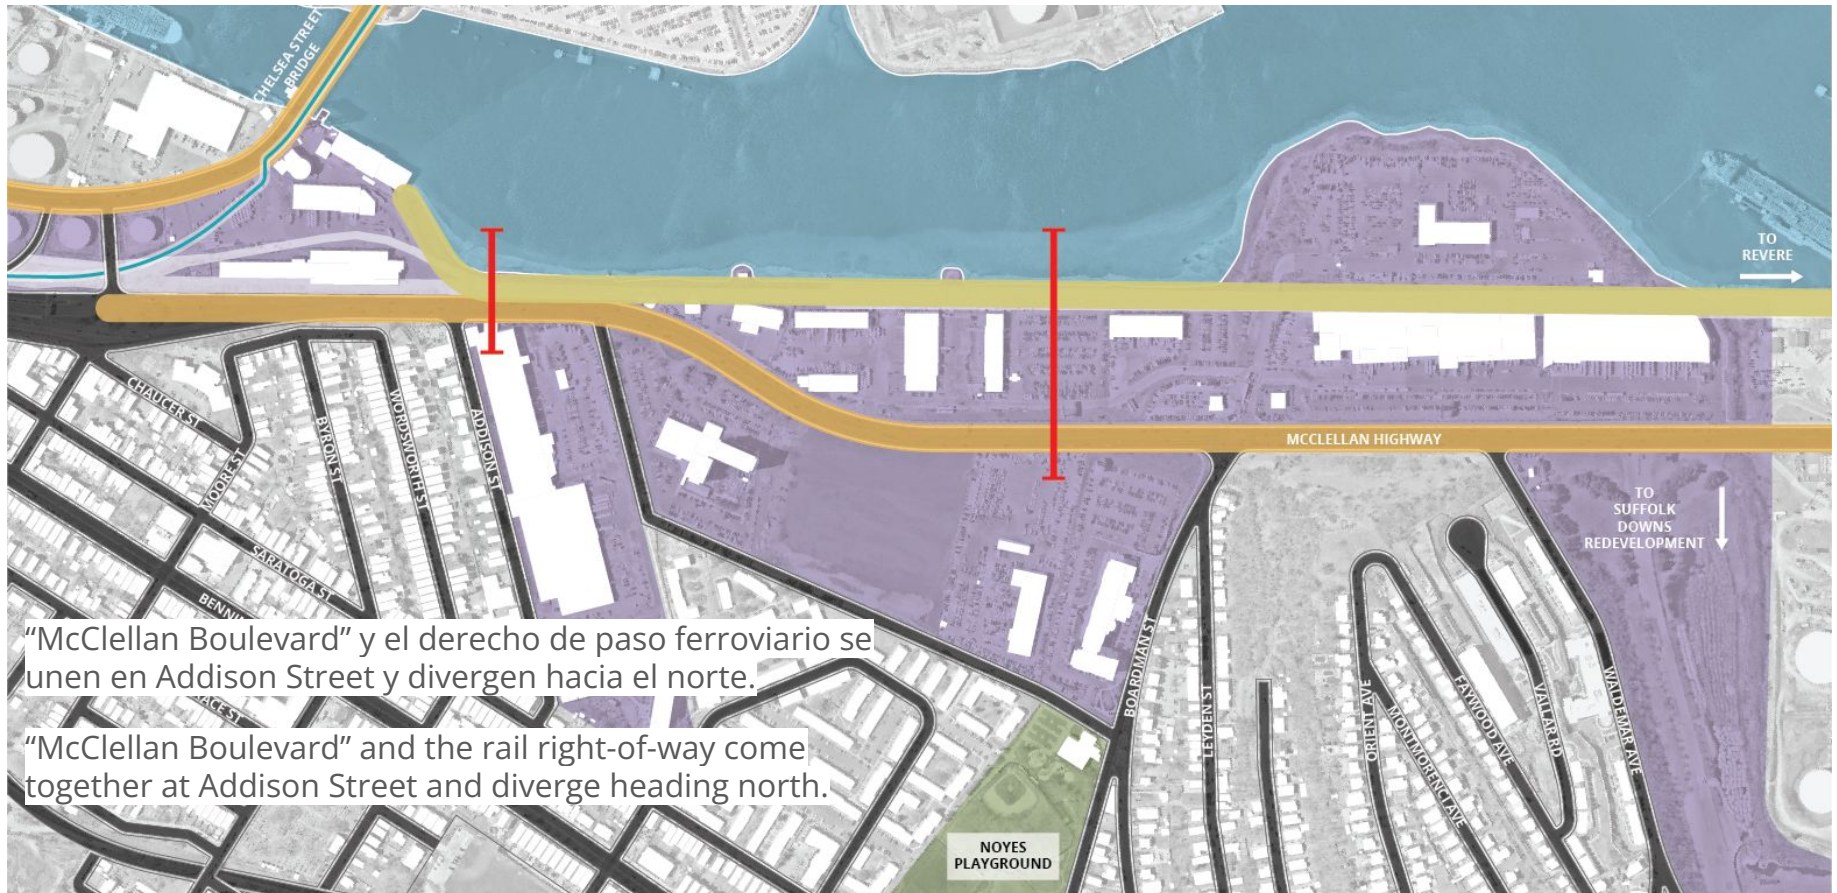 CHELSEA STREET
BRIDGE
TO
REVERE
MCCLELLAN HIGHWAY
CHAUCER ST
MOORE ST
BYRON ST
WORDSWORTH ST
ADDISON ST
SARATOGA ST
TO
SUFFOLK
DOWNS
REDEVELOPMENT
BOARDMAN ST
LEYDEN ST
ORIENT AVE
MONTMORENCI AVE
FAYWOOD AVE
VALLAR RD
WALDEMAR AVE
“McClellan Boulevard” y el derecho de paso ferroviario se
unen en Addison Street y divergen hacia el norte.
“McClellan Boulevard” and the rail right-of-way come
together at Addison Street and diverge heading north.
NOYES
PLAYGROUND